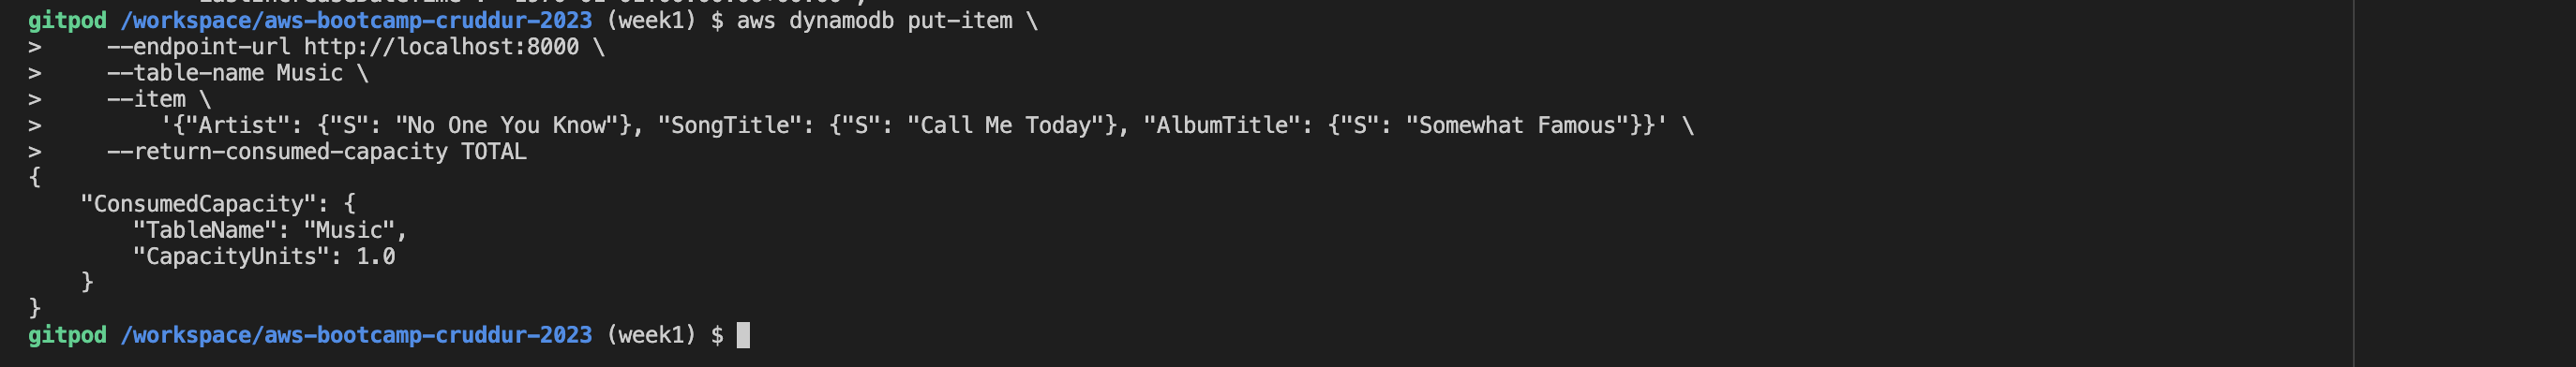 gitpod /workspace/aws-bootcamp-cruddur-2023 (week1) $ aws dynamodb put-item \
>     --endpoint-url http://localhost:8000 \
>     --table-name Music \
>     --item \
>         '{"Artist": {"S": "No One You Know"}, "SongTitle": {"S": "Call Me Today"}, "AlbumTitle": {"S": "Somewhat Famous"}}' \
>     --return-consumed-capacity TOTAL
{
    "ConsumedCapacity": {
        "TableName": "Music",
        "CapacityUnits": 1.0
    }
}
gitpod /workspace/aws-bootcamp-cruddur-2023 (week1) $